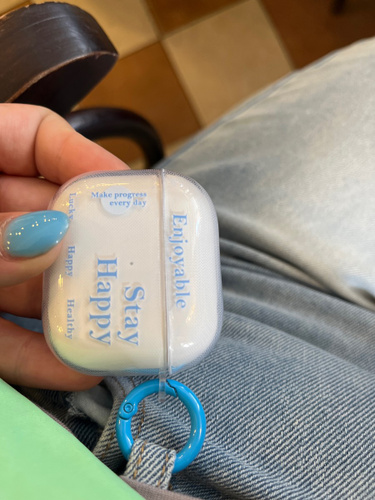 Make progress
every day
Enjoyable
Stay
Happy
Lucky
Happy
Healthy